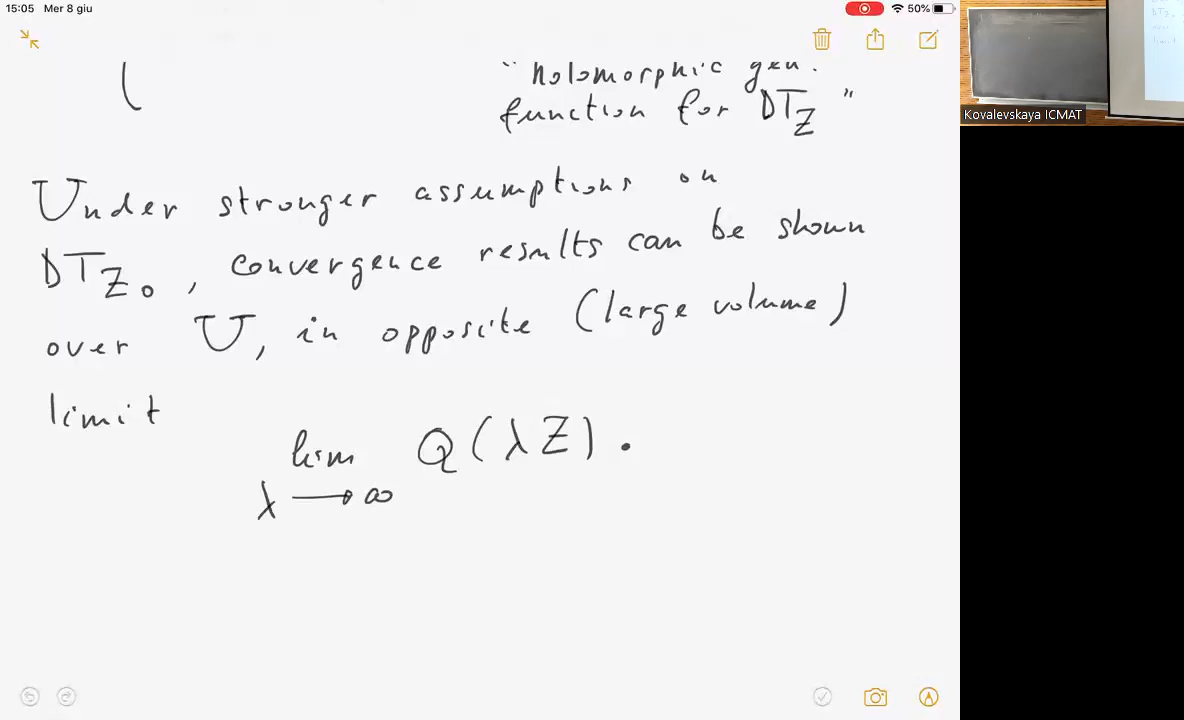 15:05 Mer 8 giu
50%
(
"holomorphic gen.
function for DT_Z"
Under stronger assumptions on
DT_{Z_0}, convergence results can be shown
over U, in opposite (large volume)
limit
lim Q(λZ).
λ → ∞
Kovalevskaya ICMAT